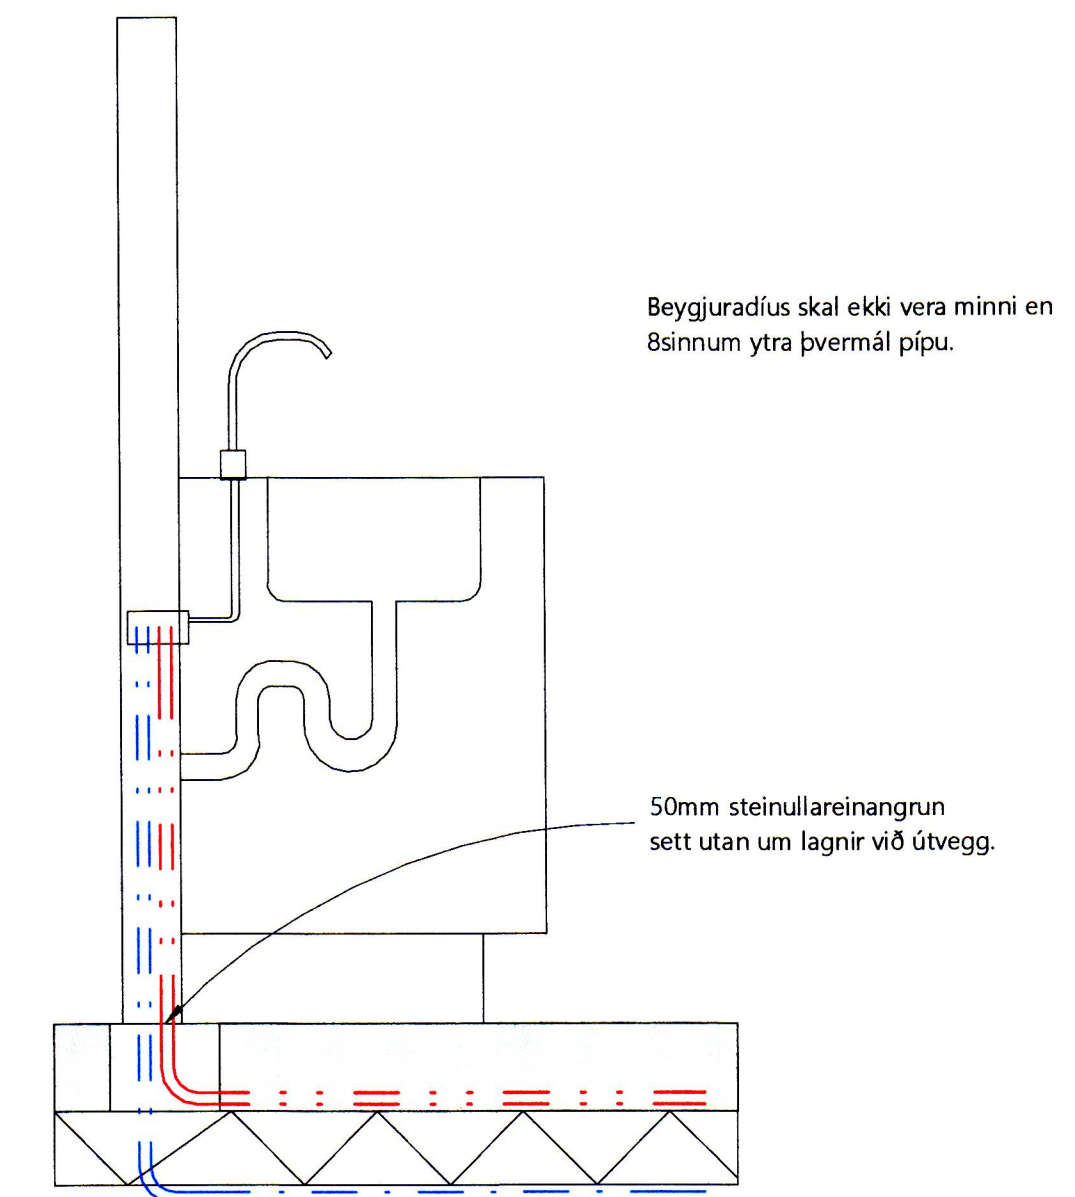 Beygjuradíus skal ekki vera minni en
8sinnum ytra þvermál pípu.
50mm steinullareinangrun
sett utan um lagnir við útvegg.